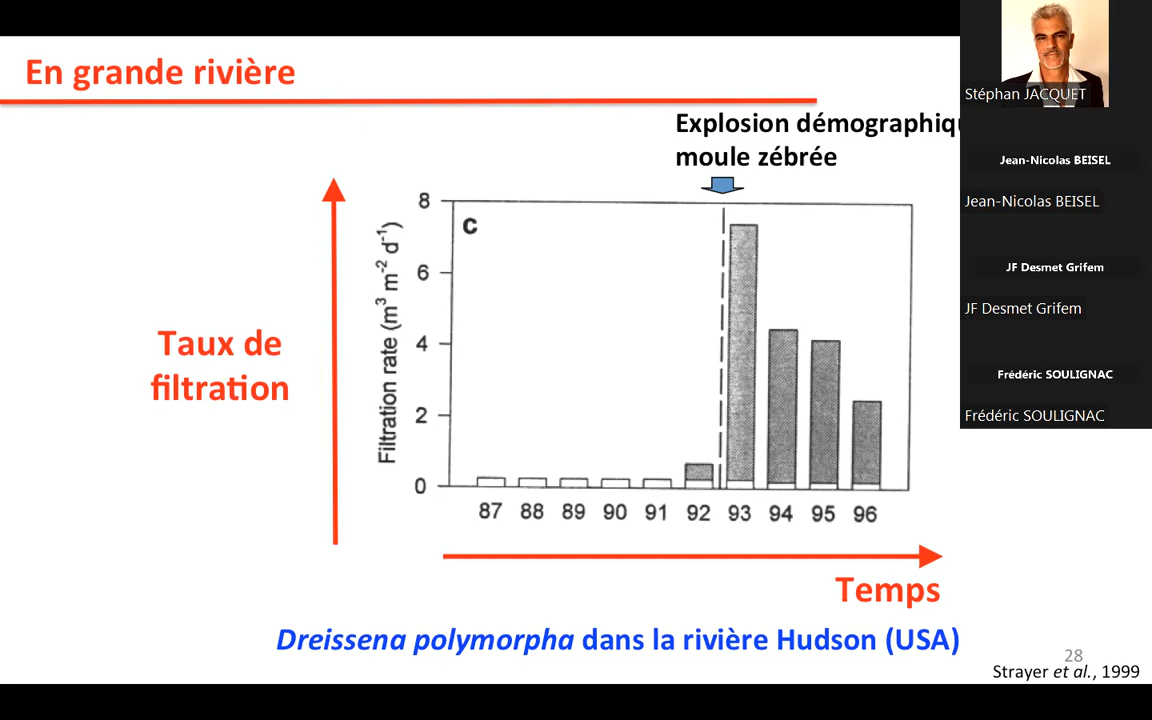 En grande rivière
Explosion démographiqu
moule zébrée
Taux de
filtration
Filtration rate (m³ m⁻² d⁻¹)
8
6
4
2
0
c
87 88 89 90 91 92 93 94 95 96
Temps
Dreissena polymorpha dans la rivière Hudson (USA)
28
Strayer et al., 1999
Stéphan JACQUET
Jean-Nicolas BEISEL
Jean-Nicolas BEISEL
JF Desmet Grifem
JF Desmet Grifem
Frédéric SOULIGNAC
Frédéric SOULIGNAC